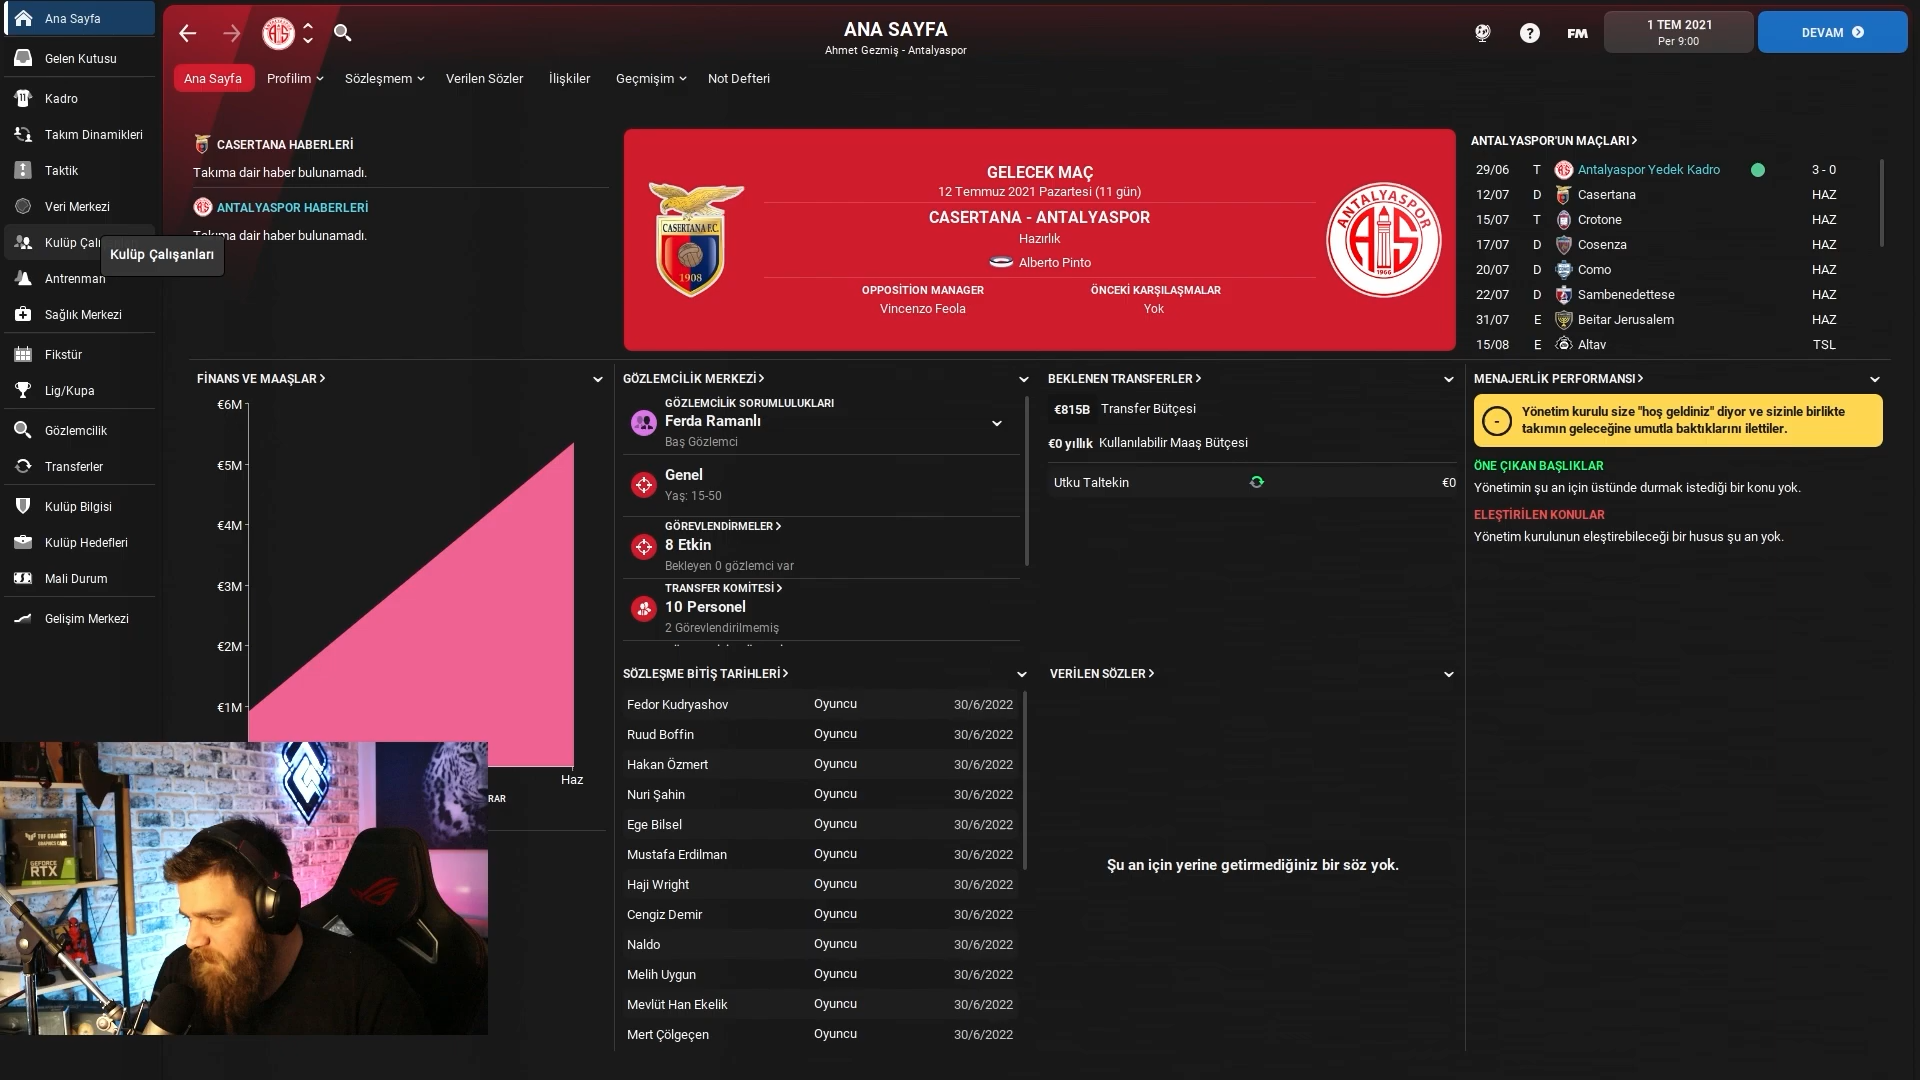 Ana Sayfa
Gelen Kutusu
Kadro
Takım Dinamikleri
Taktik
Veri Merkezi
Kulüp Çalı
Kulüp Çalışanları
Antrenman
Sağlık Merkezi
Fikstür
Lig/Kupa
Gözlemcilik
Transferler
Kulüp Bilgisi
Kulüp Hedefleri
Mali Durum
Gelişim Merkezi
ANA SAYFA
Ahmet Gezmiş - Antalyaspor
FM
1 TEM 2021
Per 9:00
DEVAM
Ana Sayfa Profilim Sözleşmem Verilen Sözler İlişkiler Geçmişim Not Defteri
CASERTANA HABERLERİ
Takıma dair haber bulunamadı.
ANTALYASPOR HABERLERİ
Takıma dair haber bulunamadı.
CASERTANA F.C.
1908
GELECEK MAÇ
12 Temmuz 2021 Pazartesi (11 gün)
CASERTANA - ANTALYASPOR
Hazırlık
Alberto Pinto
OPPOSITION MANAGER
Vincenzo Feola
ÖNCEKİ KARŞILAŞMALAR
Yok
ANTALYASPOR
1966
ANTALYASPOR'UN MAÇLARI
29/06 T Antalyaspor Yedek Kadro 3 - 0
12/07 D Casertana HAZ
15/07 T Crotone HAZ
17/07 D Cosenza HAZ
20/07 D Como HAZ
22/07 D Sambenedettese HAZ
31/07 E Beitar Jerusalem HAZ
15/08 E Altav TSL
FİNANS VE MAAŞLAR
€6M
€5M
€4M
€3M
€2M
€1M
Haz
RAR
GÖZLEMCİLİK MERKEZİ
GÖZLEMCİLİK SORUMLULUKLARI
Ferda Ramanlı
Baş Gözlemci
Genel
Yaş: 15-50
GÖREVLENDİRMELER
8 Etkin
Bekleyen 0 gözlemci var
TRANSFER KOMİTESİ
10 Personel
2 Görevlendirilmemiş
BEKLENEN TRANSFERLER
€815B Transfer Bütçesi
€0 yıllık Kullanılabilir Maaş Bütçesi
Utku Taltekin €0
MENAJERLİK PERFORMANSI
Yönetim kurulu size "hoş geldiniz" diyor ve sizinle birlikte
takımın geleceğine umutla baktıklarını ilettiler.
ÖNE ÇIKAN BAŞLIKLAR
Yönetimin şu an için üstünde durmak istediği bir konu yok.
ELEŞTİRİLEN KONULAR
Yönetim kurulunun eleştirebileceği bir husus şu an yok.
SÖZLEŞME BİTİŞ TARİHLERİ
Fedor Kudryashov Oyuncu 30/6/2022
Ruud Boffin Oyuncu 30/6/2022
Hakan Özmert Oyuncu 30/6/2022
Nuri Şahin Oyuncu 30/6/2022
Ege Bilsel Oyuncu 30/6/2022
Mustafa Erdilman Oyuncu 30/6/2022
Haji Wright Oyuncu 30/6/2022
Cengiz Demir Oyuncu 30/6/2022
Naldo Oyuncu 30/6/2022
Melih Uygun Oyuncu 30/6/2022
Mevlüt Han Ekelik Oyuncu 30/6/2022
Mert Çölgeçen Oyuncu 30/6/2022
VERİLEN SÖZLER
Şu an için yerine getirmediğiniz bir söz yok.
TUF GAMING
GEFORCE
RTX